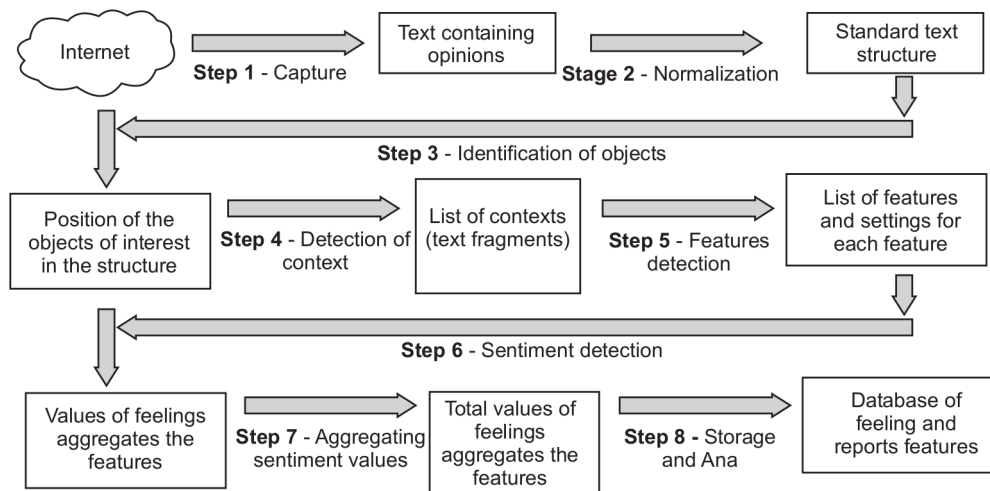 Internet
Step 1 - Capture
Text containing
opinions
Stage 2 - Normalization
Standard text
structure
Step 3 - Identification of objects
Position of the
objects of interest
in the structure
Step 4 - Detection of
context
List of contexts
(text fragments)
Step 5 - Features
detection
List of features
and settings for
each feature
Step 6 - Sentiment detection
Values of feelings
aggregates the
features
Step 7 - Aggregating
sentiment values
Total values of
feelings
aggregates the
features
Step 8 - Storage
and Ana
Database of
feeling and
reports features